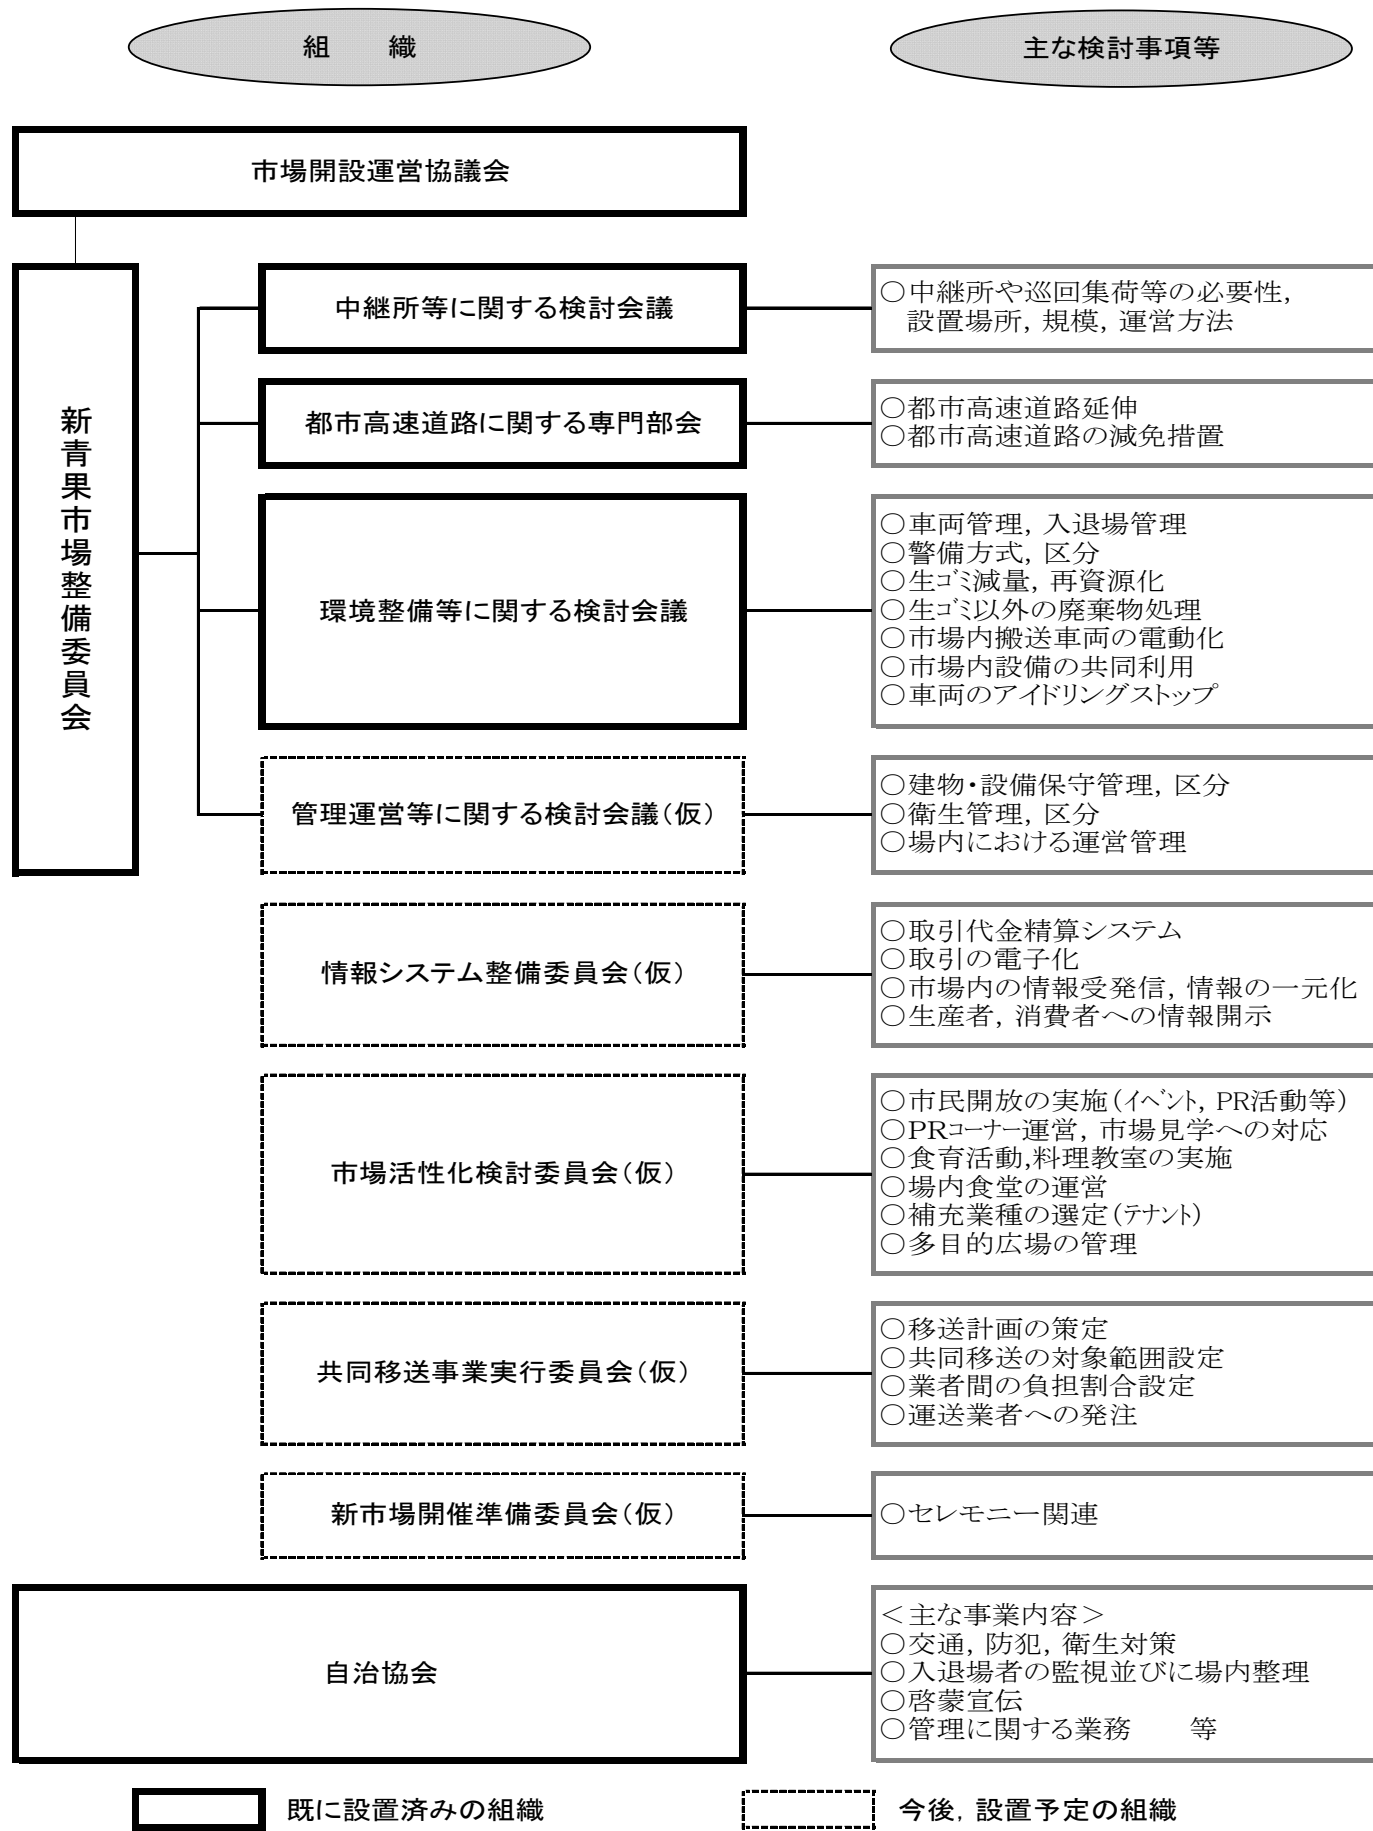 組　　織
主な検討事項等
市場開設運営協議会
新青果市場整備委員会
中継所等に関する検討会議
○中継所や巡回集荷等の必要性,
設置場所, 規模, 運営方法
都市高速道路に関する専門部会
○都市高速道路延伸
○都市高速道路の減免措置
環境整備等に関する検討会議
○車両管理, 入退場管理
○警備方式, 区分
○生ｺﾞﾐ減量, 再資源化
○生ｺﾞﾐ以外の廃棄物処理
○市場内搬送車両の電動化
○市場内設備の共同利用
○車両のアイドリングストップ
管理運営等に関する検討会議（仮）
○建物・設備保守管理, 区分
○衛生管理, 区分
○場内における運営管理
情報システム整備委員会（仮）
○取引代金精算システム
○取引の電子化
○市場内の情報受発信, 情報の一元化
○生産者, 消費者への情報開示
市場活性化検討委員会（仮）
○市民開放の実施（ｲﾍﾞﾝﾄ, PR活動等）
○PRｺｰﾅｰ運営, 市場見学への対応
○食育活動,料理教室の実施
○場内食堂の運営
○補充業種の選定（ﾃﾅﾝﾄ）
○多目的広場の管理
共同移送事業実行委員会（仮）
○移送計画の策定
○共同移送の対象範囲設定
○業者間の負担割合設定
○運送業者への発注
新市場開催準備委員会（仮）
○セレモニー関連
自治協会
＜主な事業内容＞
○交通, 防犯, 衛生対策
○入退場者の監視並びに場内整理
○啓蒙宣伝
○管理に関する業務　　等
既に設置済みの組織
今後, 設置予定の組織